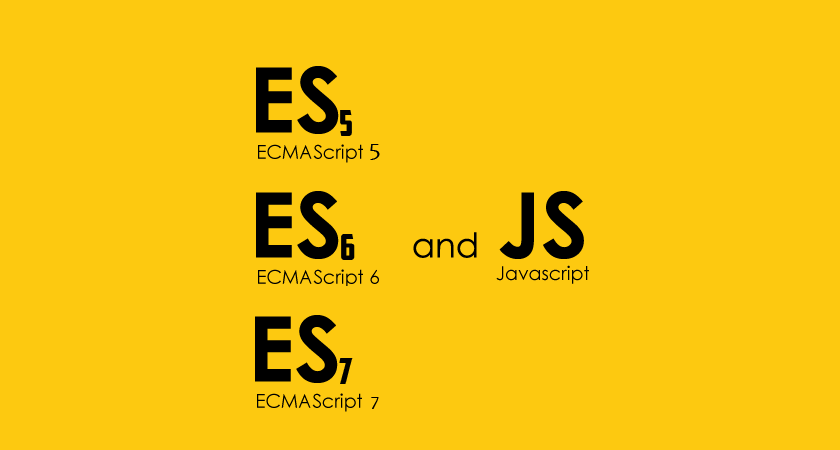 ES5
ECMAScript 5
ES6
ECMAScript 6
and
JS
Javascript
ES7
ECMAScript 7